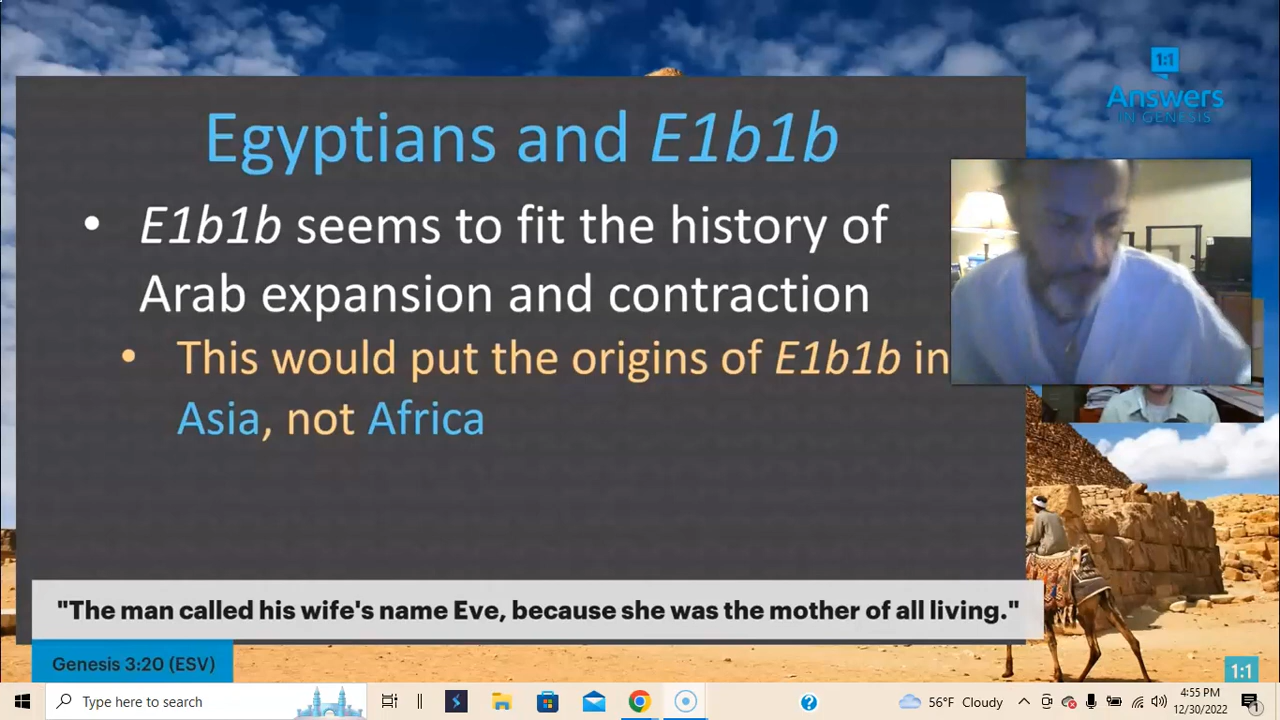 1:1
Answers
IN GENESIS
Egyptians and E1b1b
• E1b1b seems to fit the history of
Arab expansion and contraction
• This would put the origins of E1b1b in
Asia, not Africa
"The man called his wife's name Eve, because she was the mother of all living."
Genesis 3:20 (ESV)
1:1
Type here to search
56°F Cloudy
4:55 PM
12/30/2022